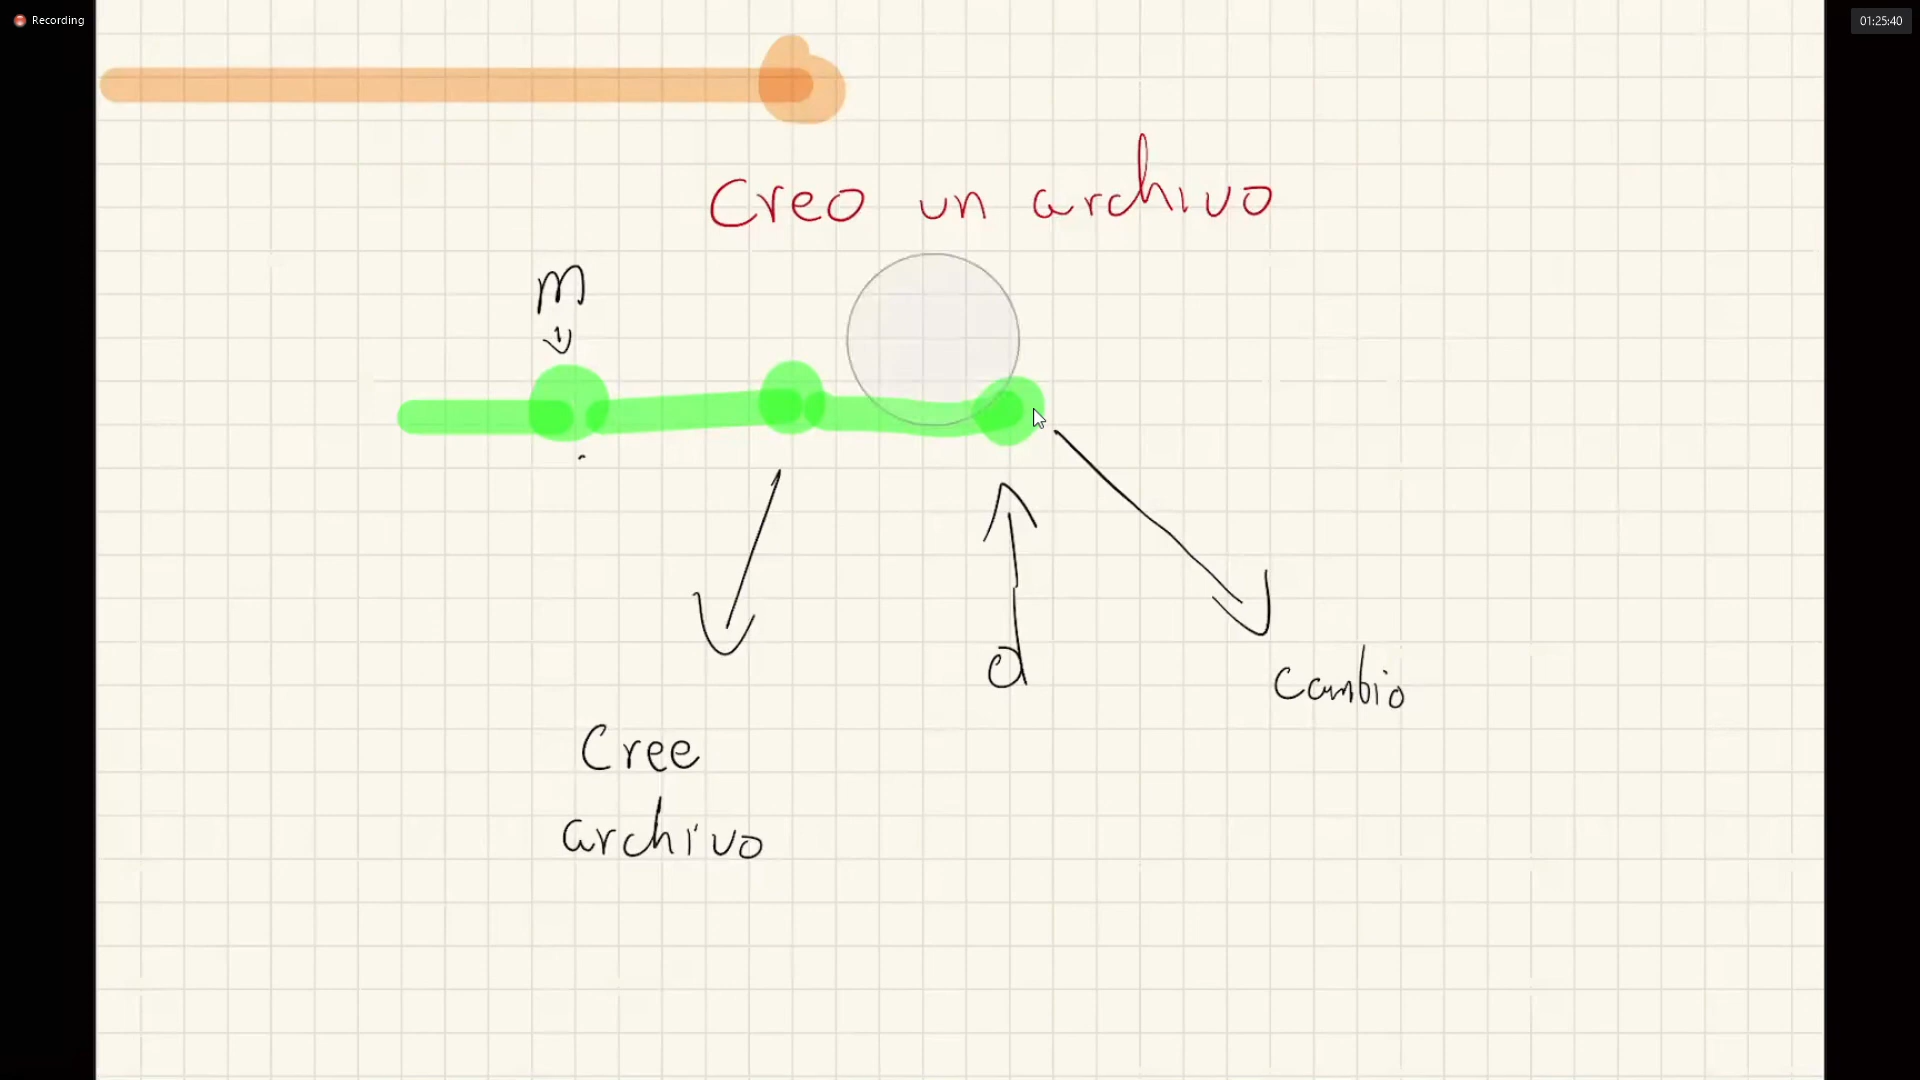 Recording
01:25:40
Creo un archivo
m
d
Cambio
Cree
archivo